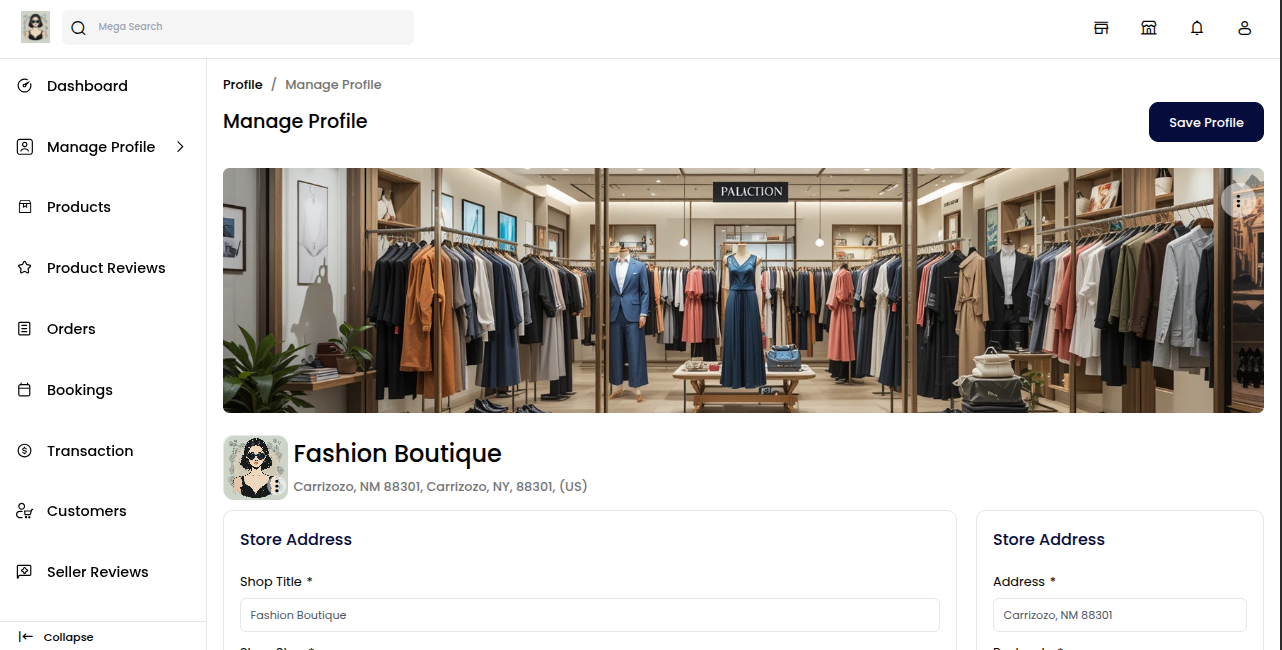 Mega Search
Dashboard
Manage Profile
Products
Product Reviews
Orders
Bookings
Transaction
Customers
Seller Reviews
Collapse
Profile / Manage Profile
Manage Profile
Save Profile
PALACTION
Fashion Boutique
Carrizozo, NM 88301, Carrizozo, NY, 88301, (US)
Store Address
Shop Title *
Fashion Boutique
Store Address
Address *
Carrizozo, NM 88301